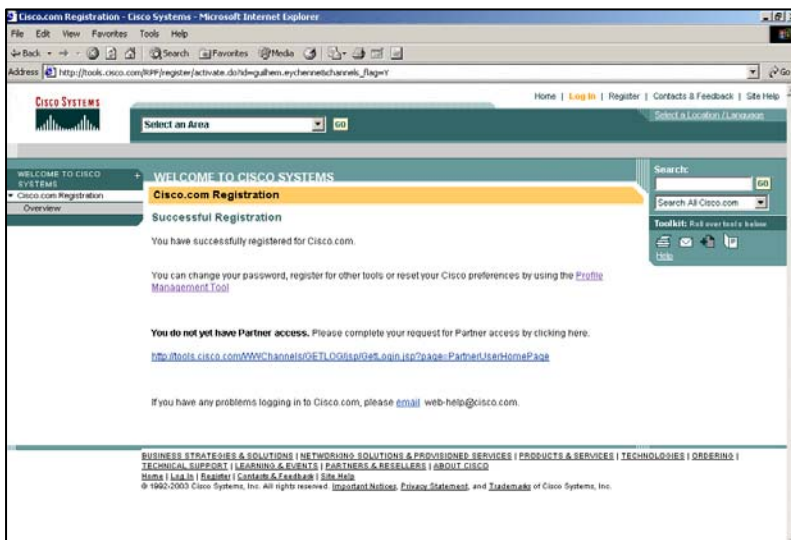 Cisco.com Registration - Cisco Systems - Microsoft Internet Explorer
File Edit View Favorites Tools Help
Back Search Favorites Media
Address http://tools.cisco.com/RPF/register/activate.do?id=guilhem.eychenne&channels_flag=Y Go
CISCO SYSTEMS
Home | Log In | Register | Contacts & Feedback | Site Help
Select an Area GO
Select a Location / Language
WELCOME TO CISCO SYSTEMS
Cisco.com Registration
Overview
WELCOME TO CISCO SYSTEMS
Cisco.com Registration
Successful Registration
You have successfully registered for Cisco.com.
You can change your password, register for other tools or reset your Cisco preferences by using the Profile
Management Tool
You do not yet have Partner access. Please complete your request for Partner access by clicking here.
http://tools.cisco.com/WWChannels/GETLOG/jsp/GetLogin.jsp?page=PartnerUserHomePage
If you have any problems logging in to Cisco.com, please email web-help@cisco.com.
Search:
GO
Search All Cisco.com
Toolkit: Roll over tools below
Help
BUSINESS STRATEGIES & SOLUTIONS | NETWORKING SOLUTIONS & PROVISIONED SERVICES | PRODUCTS & SERVICES | TECHNOLOGIES | ORDERING |
TECHNICAL SUPPORT | LEARNING & EVENTS | PARTNERS & RESELLERS | ABOUT CISCO
Home | Log In | Register | Contacts & Feedback | Site Help
© 1992-2003 Cisco Systems, Inc. All rights reserved. Important Notices, Privacy Statement, and Trademarks of Cisco Systems, Inc.